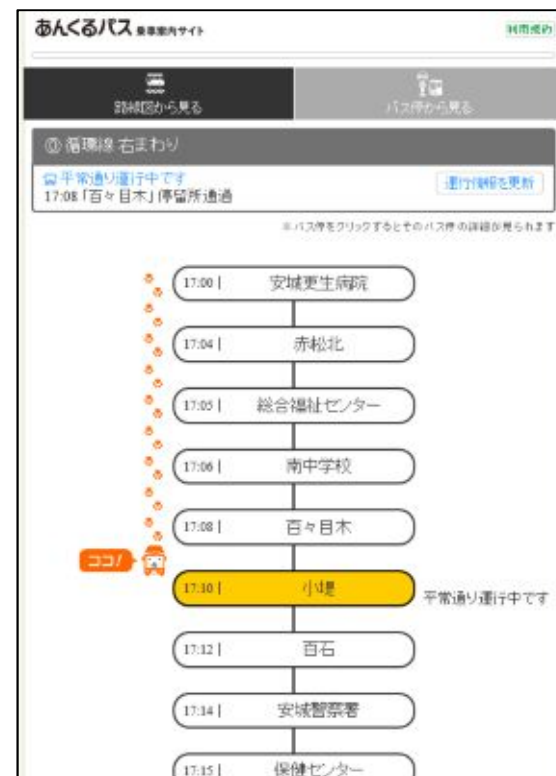 あんくるバス 乗車案内サイト
利用規約
路線図から見る
バス停から見る
⓪ 循環線 右まわり
平常通り運行中です
17:08「百々目木」停留所通過
運行情報を更新
※バス停をクリックするとそのバス停の詳細が見られます
17:00 | 安城更生病院
17:04 | 赤松北
17:05 | 総合福祉センター
17:06 | 南中学校
17:08 | 百々目木
ココ!
17:10 | 小堤 平常通り運行中です
17:12 | 百石
17:14 | 安城警察署
17:15 | 保健センター